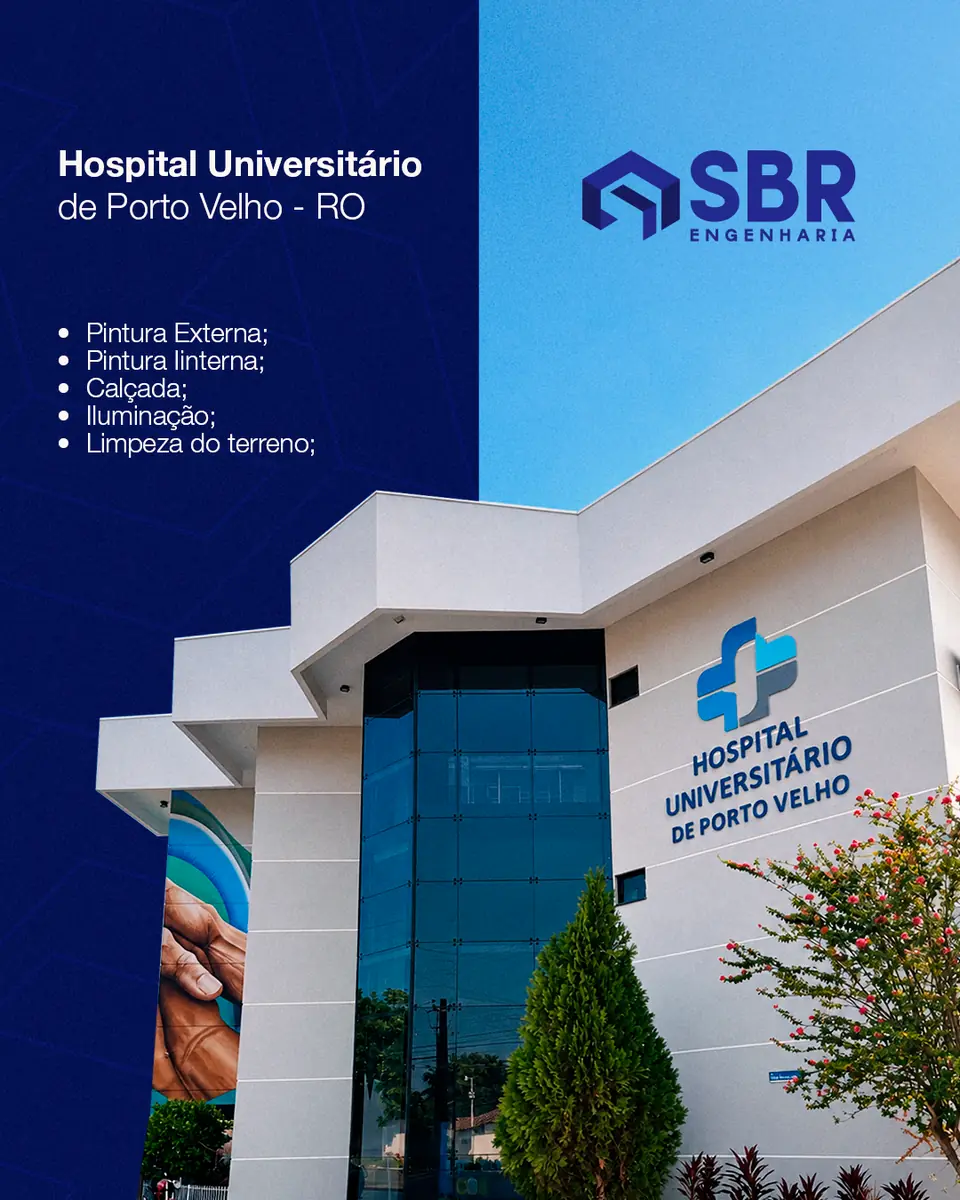 Hospital Universitário
de Porto Velho - RO
SBR
ENGENHARIA
• Pintura Externa;
• Pintura Iinterna;
• Calçada;
• Iluminação;
• Limpeza do terreno;
HOSPITAL
UNIVERSITÁRIO
DE PORTO VELHO